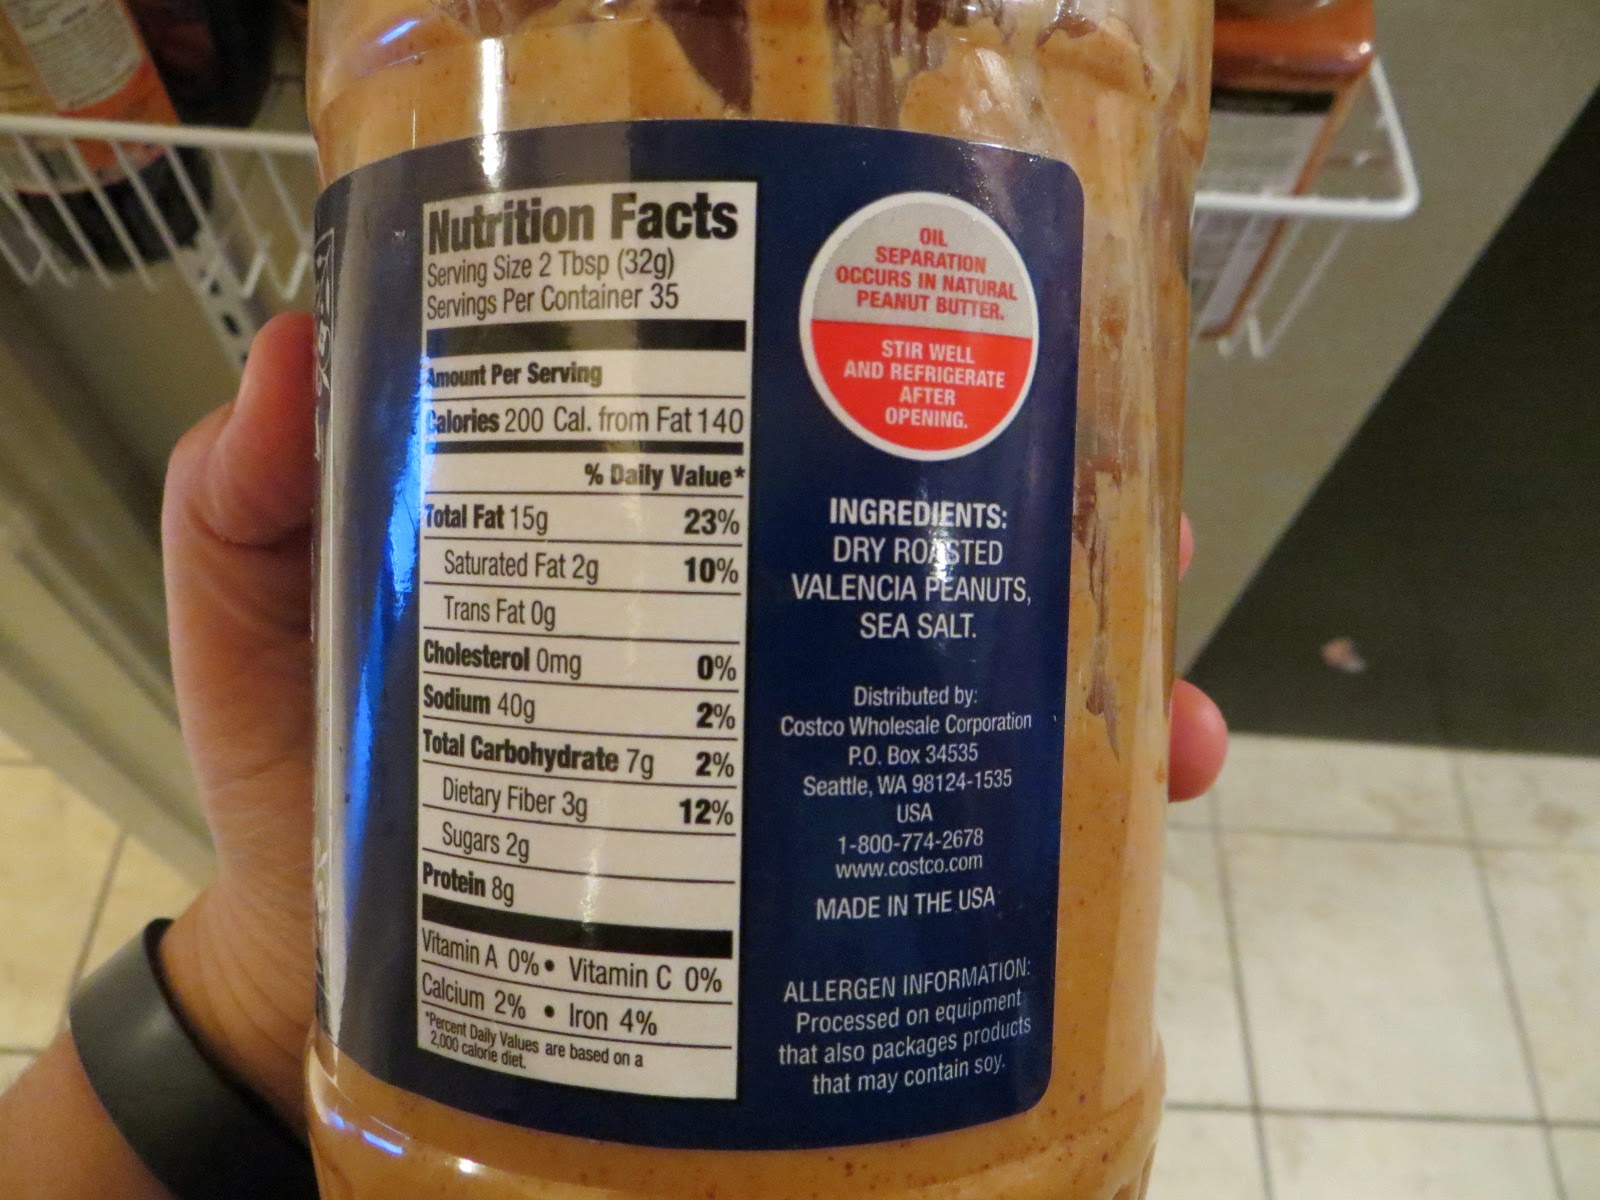 Nutrition Facts
Serving Size 2 Tbsp (32g)
Servings Per Container 35
Amount Per Serving
Calories 200 Cal. from Fat 140
% Daily Value*
Total Fat 15g 23%
Saturated Fat 2g 10%
Trans Fat 0g
Cholesterol 0mg 0%
Sodium 40g 2%
Total Carbohydrate 7g 2%
Dietary Fiber 3g 12%
Sugars 2g
Protein 8g
Vitamin A 0% • Vitamin C 0%
Calcium 2% • Iron 4%
*Percent Daily Values are based on a
2,000 calorie diet.
OIL
SEPARATION
OCCURS IN NATURAL
PEANUT BUTTER.
STIR WELL
AND REFRIGERATE
AFTER
OPENING.
INGREDIENTS:
DRY ROASTED
VALENCIA PEANUTS,
SEA SALT.
Distributed by:
Costco Wholesale Corporation
P.O. Box 34535
Seattle, WA 98124-1535
USA
1-800-774-2678
www.costco.com
MADE IN THE USA
ALLERGEN INFORMATION:
Processed on equipment
that also packages products
that may contain soy.